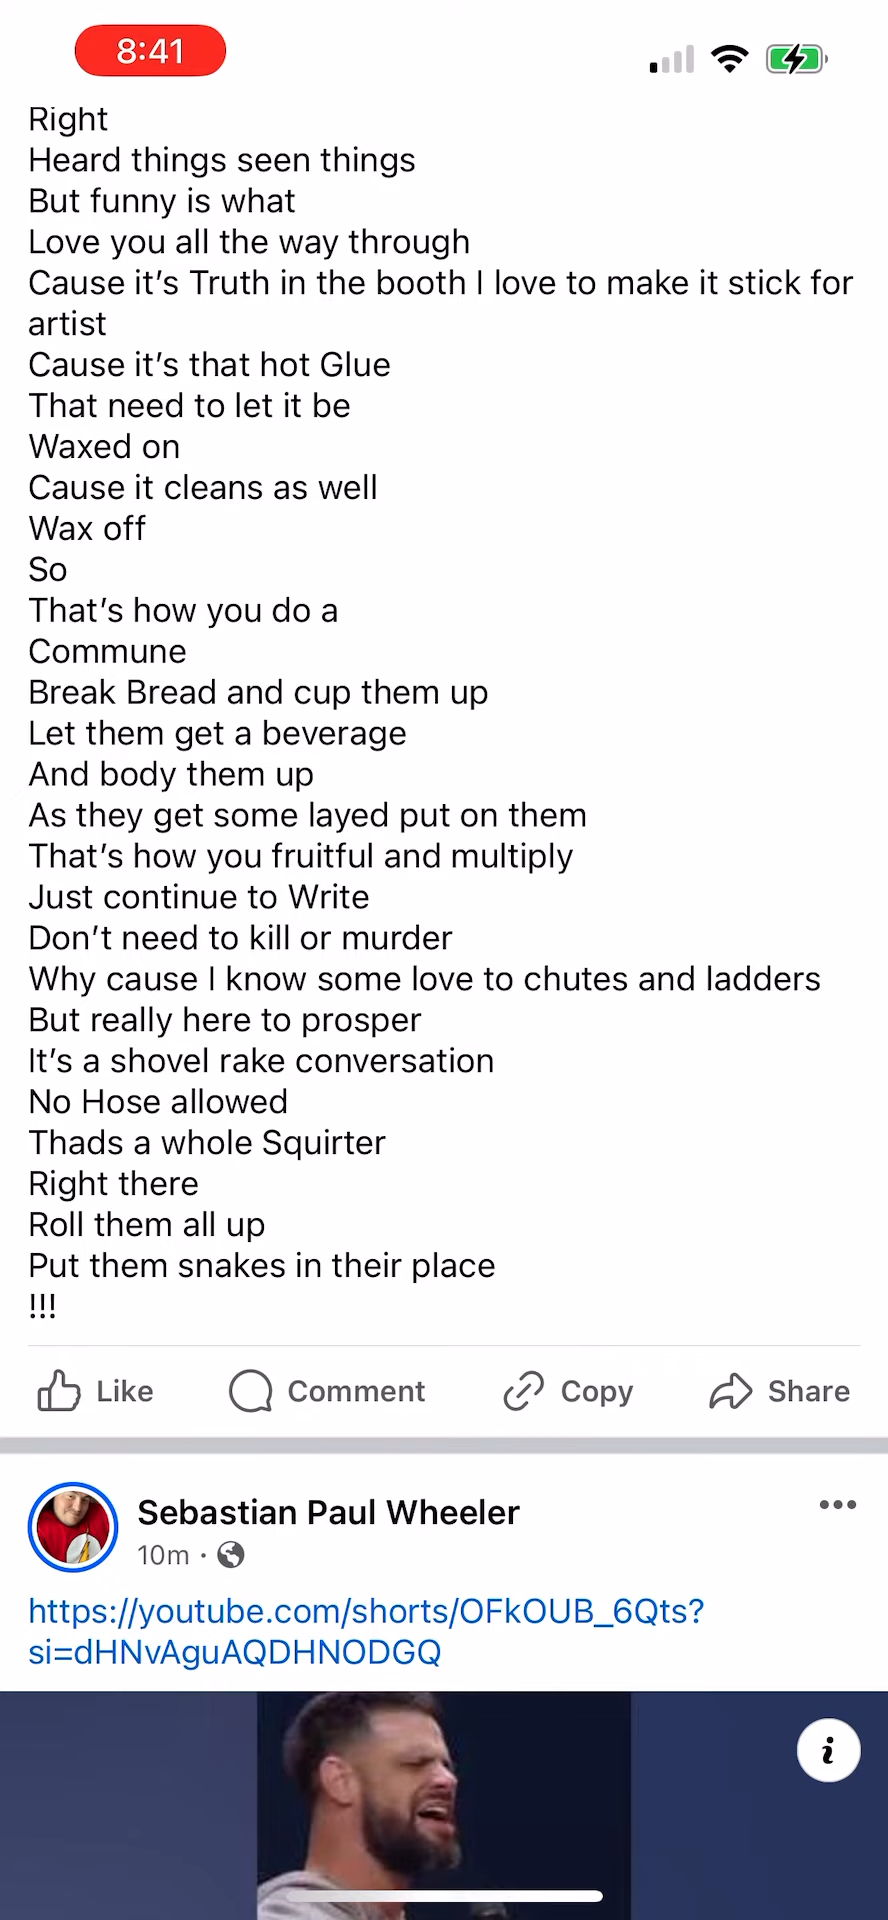 8:41
Right
Heard things seen things
But funny is what
Love you all the way through
Cause it's Truth in the booth I love to make it stick for
artist
Cause it's that hot Glue
That need to let it be
Waxed on
Cause it cleans as well
Wax off
So
That's how you do a
Commune
Break Bread and cup them up
Let them get a beverage
And body them up
As they get some layed put on them
That's how you fruitful and multiply
Just continue to Write
Don't need to kill or murder
Why cause I know some love to chutes and ladders
But really here to prosper
It's a shovel rake conversation
No Hose allowed
Thads a whole Squirter
Right there
Roll them all up
Put them snakes in their place
!!!
Like Comment Copy Share
Sebastian Paul Wheeler
10m ·
https://youtube.com/shorts/OFkOUB_6Qts?
si=dHNvAguAQDHNODGQ
i